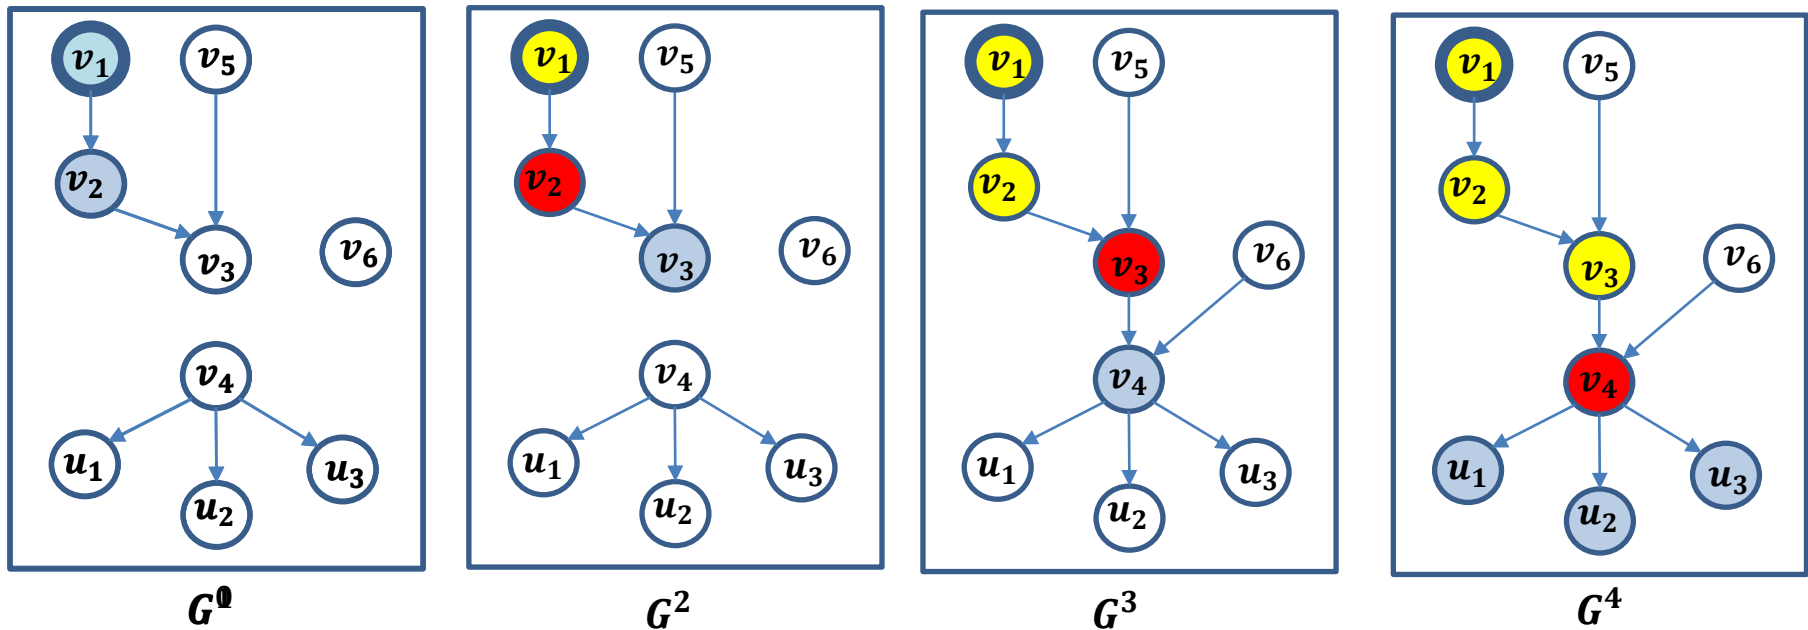 v₁ v₅ v₂ v₃ v₆ v₄ u₁ u₂ u₃
v₁ v₅ v₂ v₃ v₆ v₄ u₁ u₂ u₃
v₁ v₅ v₂ v₃ v₆ v₄ u₁ u₂ u₃
v₁ v₅ v₂ v₃ v₆ v₄ u₁ u₂ u₃
G G² G³ G⁴